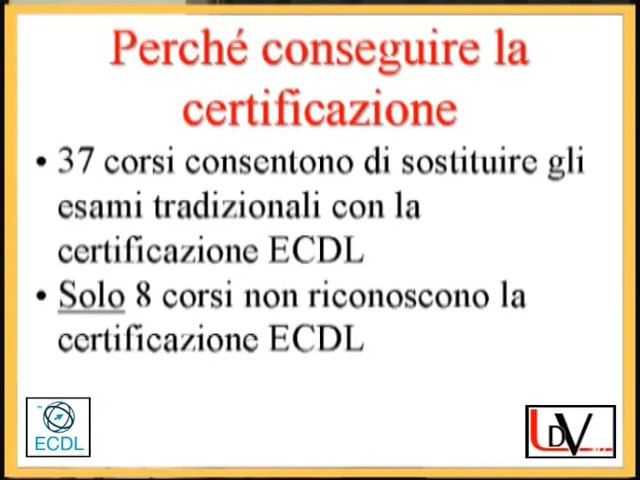 Perché conseguire la
certificazione
• 37 corsi consentono di sostituire gli
esami tradizionali con la
certificazione ECDL
• Solo 8 corsi non riconoscono la
certificazione ECDL
ECDL
LDV